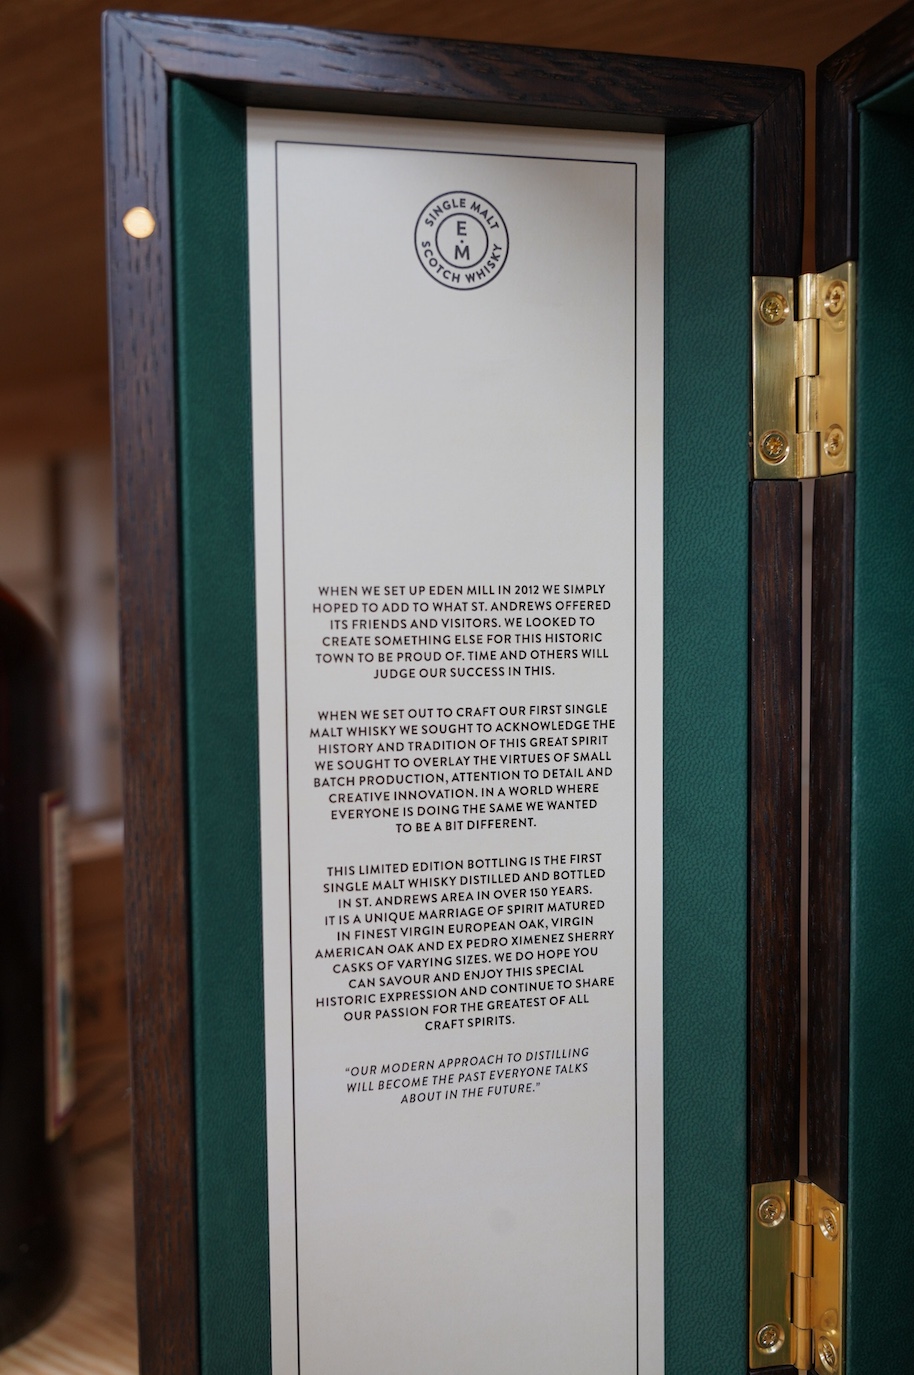 SINGLE MALT
E·M
SCOTCH WHISKY
WHEN WE SET UP EDEN MILL IN 2012 WE SIMPLY
HOPED TO ADD TO WHAT ST. ANDREWS OFFERED
ITS FRIENDS AND VISITORS. WE LOOKED TO
CREATE SOMETHING ELSE FOR THIS HISTORIC
TOWN TO BE PROUD OF. TIME AND OTHERS WILL
JUDGE OUR SUCCESS IN THIS.
WHEN WE SET OUT TO CRAFT OUR FIRST SINGLE
MALT WHISKY WE SOUGHT TO ACKNOWLEDGE THE
HISTORY AND TRADITION OF THIS GREAT SPIRIT
WE SOUGHT TO OVERLAY THE VIRTUES OF SMALL
BATCH PRODUCTION, ATTENTION TO DETAIL AND
CREATIVE INNOVATION. IN A WORLD WHERE
EVERYONE IS DOING THE SAME WE WANTED
TO BE A BIT DIFFERENT.
THIS LIMITED EDITION BOTTLING IS THE FIRST
SINGLE MALT WHISKY DISTILLED AND BOTTLED
IN ST. ANDREWS AREA IN OVER 150 YEARS.
IT IS A UNIQUE MARRIAGE OF SPIRIT MATURED
IN FINEST VIRGIN EUROPEAN OAK, VIRGIN
AMERICAN OAK AND EX PEDRO XIMENEZ SHERRY
CASKS OF VARYING SIZES. WE DO HOPE YOU
CAN SAVOUR AND ENJOY THIS SPECIAL
HISTORIC EXPRESSION AND CONTINUE TO SHARE
OUR PASSION FOR THE GREATEST OF ALL
CRAFT SPIRITS.
"OUR MODERN APPROACH TO DISTILLING
WILL BECOME THE PAST EVERYONE TALKS
ABOUT IN THE FUTURE."